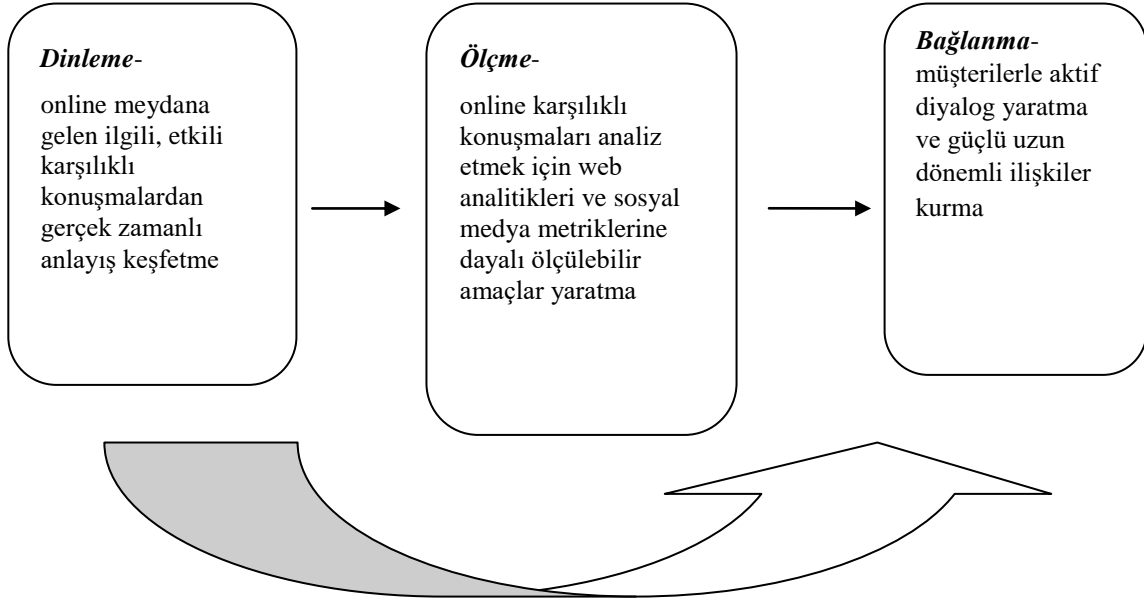 Dinleme-
online meydana
gelen ilgili, etkili
karşılıklı
konuşmalardan
gerçek zamanlı
anlayış keşfetme
Ölçme-
online karşılıklı
konuşmaları analiz
etmek için web
analitikleri ve sosyal
medya metriklerine
dayalı ölçülebilir
amaçlar yaratma
Bağlanma-
müşterilerle aktif
diyalog yaratma
ve güçlü uzun
dönemli ilişkiler
kurma